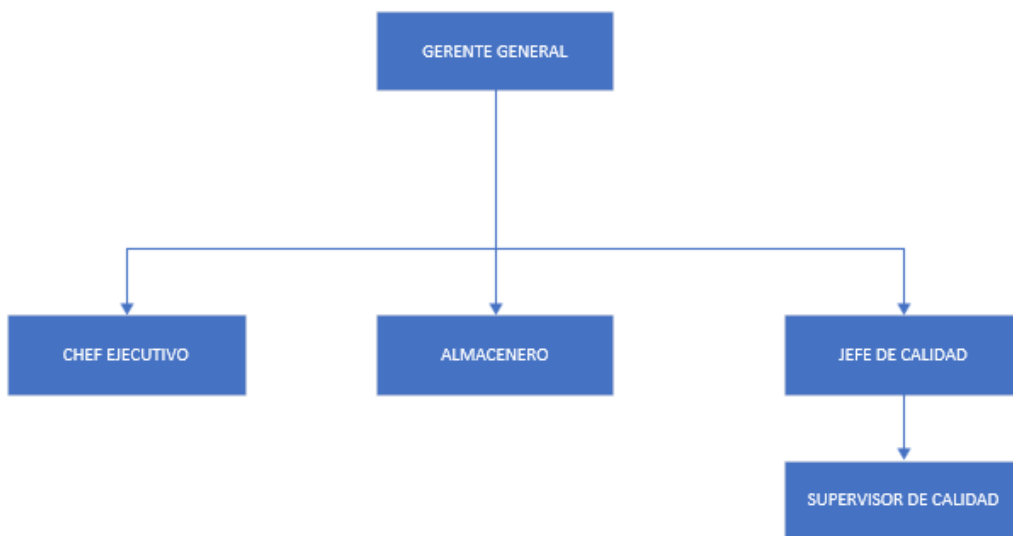 GERENTE GENERAL
CHEF EJECUTIVO
ALMACENERO
JEFE DE CALIDAD
SUPERVISOR DE CALIDAD